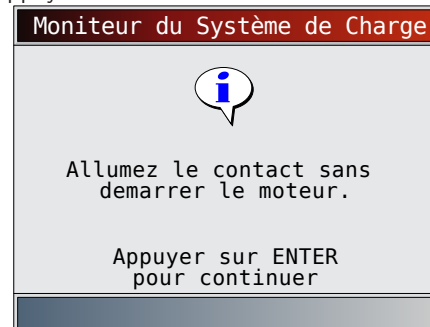 Moniteur du Système de Charge
i
Allumez le contact sans
demarrer le moteur.
Appuyer sur ENTER
pour continuer